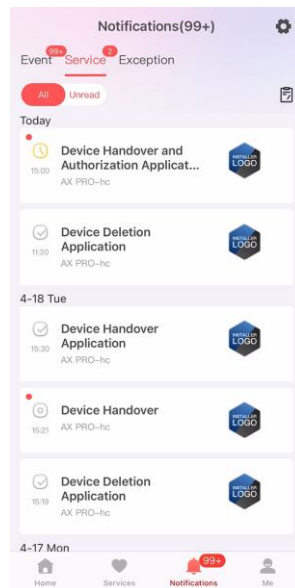 Notifications(99+)
99+
2
Event Service Exception
All Unread
Today
Device Handover and
Authorization Applicat...
15:00
AX PRO-hc
INSTALLER
LOGO
Device Deletion
Application
11:20
AX PRO-hc
INSTALLER
LOGO
4-18 Tue
Device Handover
Application
15:30
AX PRO-hc
INSTALLER
LOGO
Device Handover
15:21
AX PRO-hc
INSTALLER
LOGO
Device Deletion
Application
15:19
AX PRO-hc
INSTALLER
LOGO
4-17 Mon
99+
Home Services Notifications Me